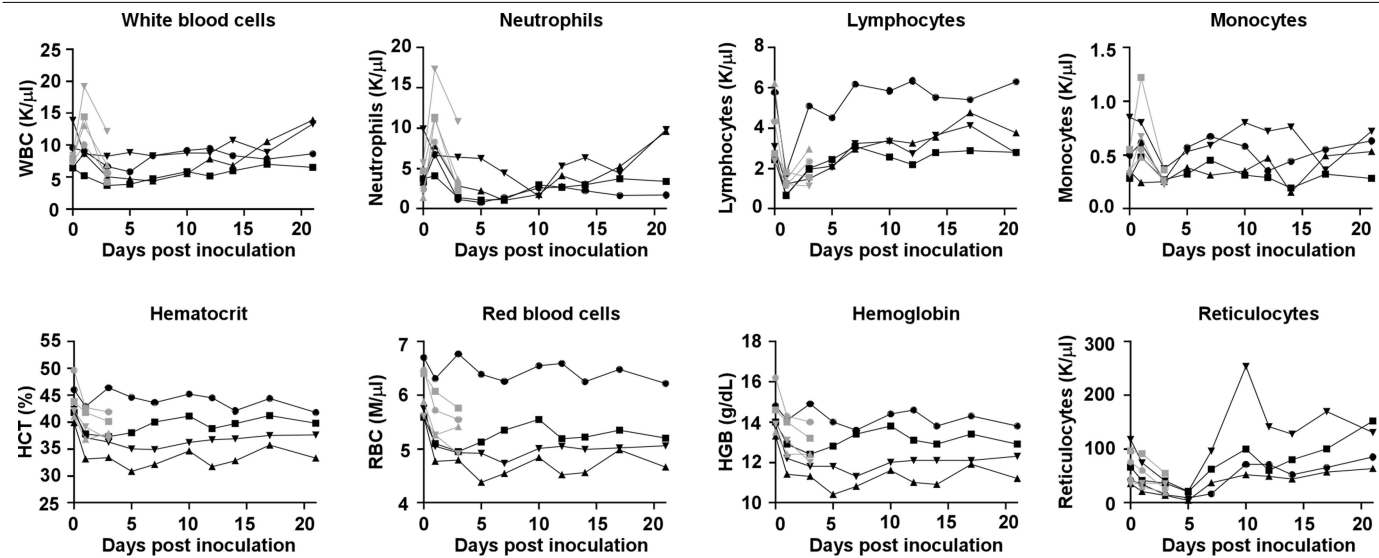 White blood cells
WBC (K/µl)
25
20
15
10
5
0
0 5 10 15 20
Days post inoculation
Neutrophils
Neutrophils (K/µl)
20
15
10
5
0
0 5 10 15 20
Days post inoculation
Lymphocytes
Lymphocytes (K/µl)
8
6
4
2
0
0 5 10 15 20
Days post inoculation
Monocytes
Monocytes (K/µl)
1.5
1.0
0.5
0.0
0 5 10 15 20
Days post inoculation
Hematocrit
HCT (%)
55
50
45
40
35
30
25
0 5 10 15 20
Days post inoculation
Red blood cells
RBC (M/µl)
7
6
5
4
0 5 10 15 20
Days post inoculation
Hemoglobin
HGB (g/dL)
18
16
14
12
10
0 5 10 15 20
Days post inoculation
Reticulocytes
Reticulocytes (K/µl)
300
200
100
0
0 5 10 15 20
Days post inoculation